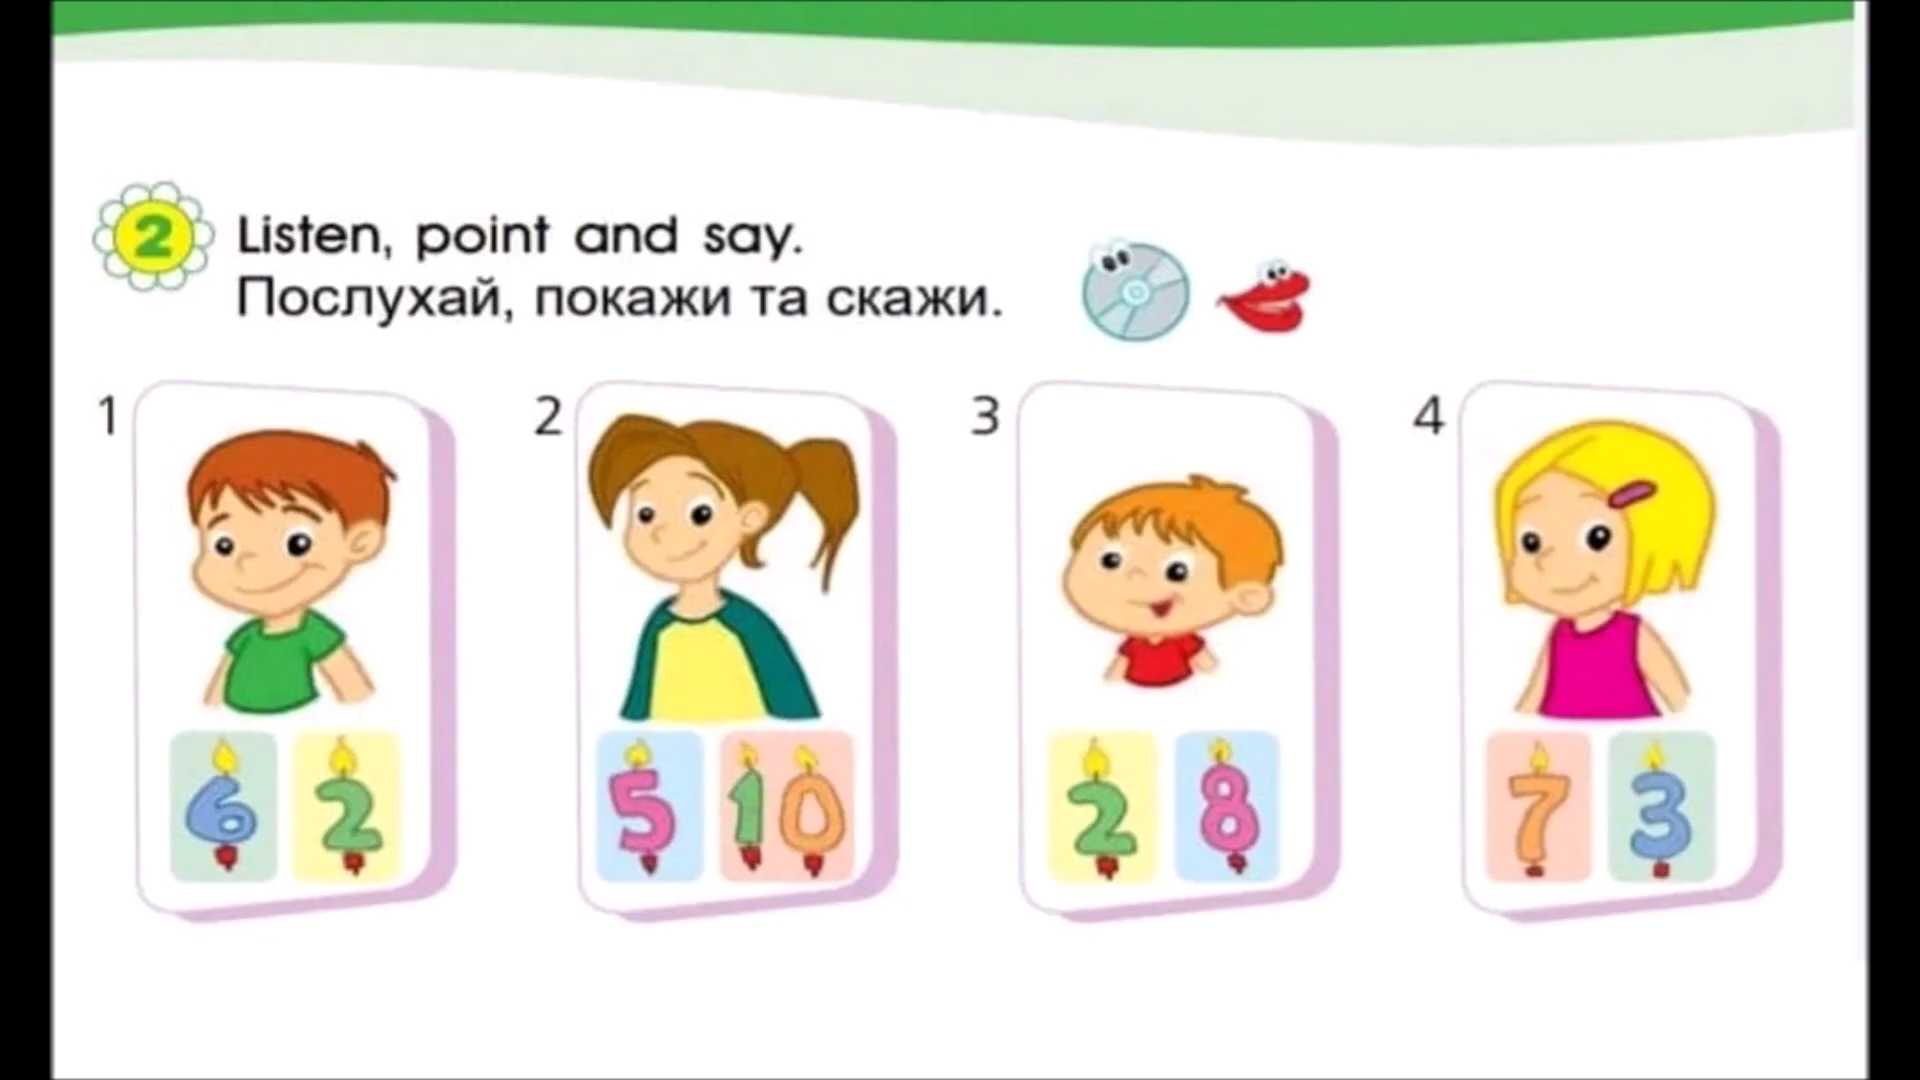 2 Listen, point and say.
Послухай, покажи та скажи.
1 2 3 4
6 2 5 10 2 8 7 3